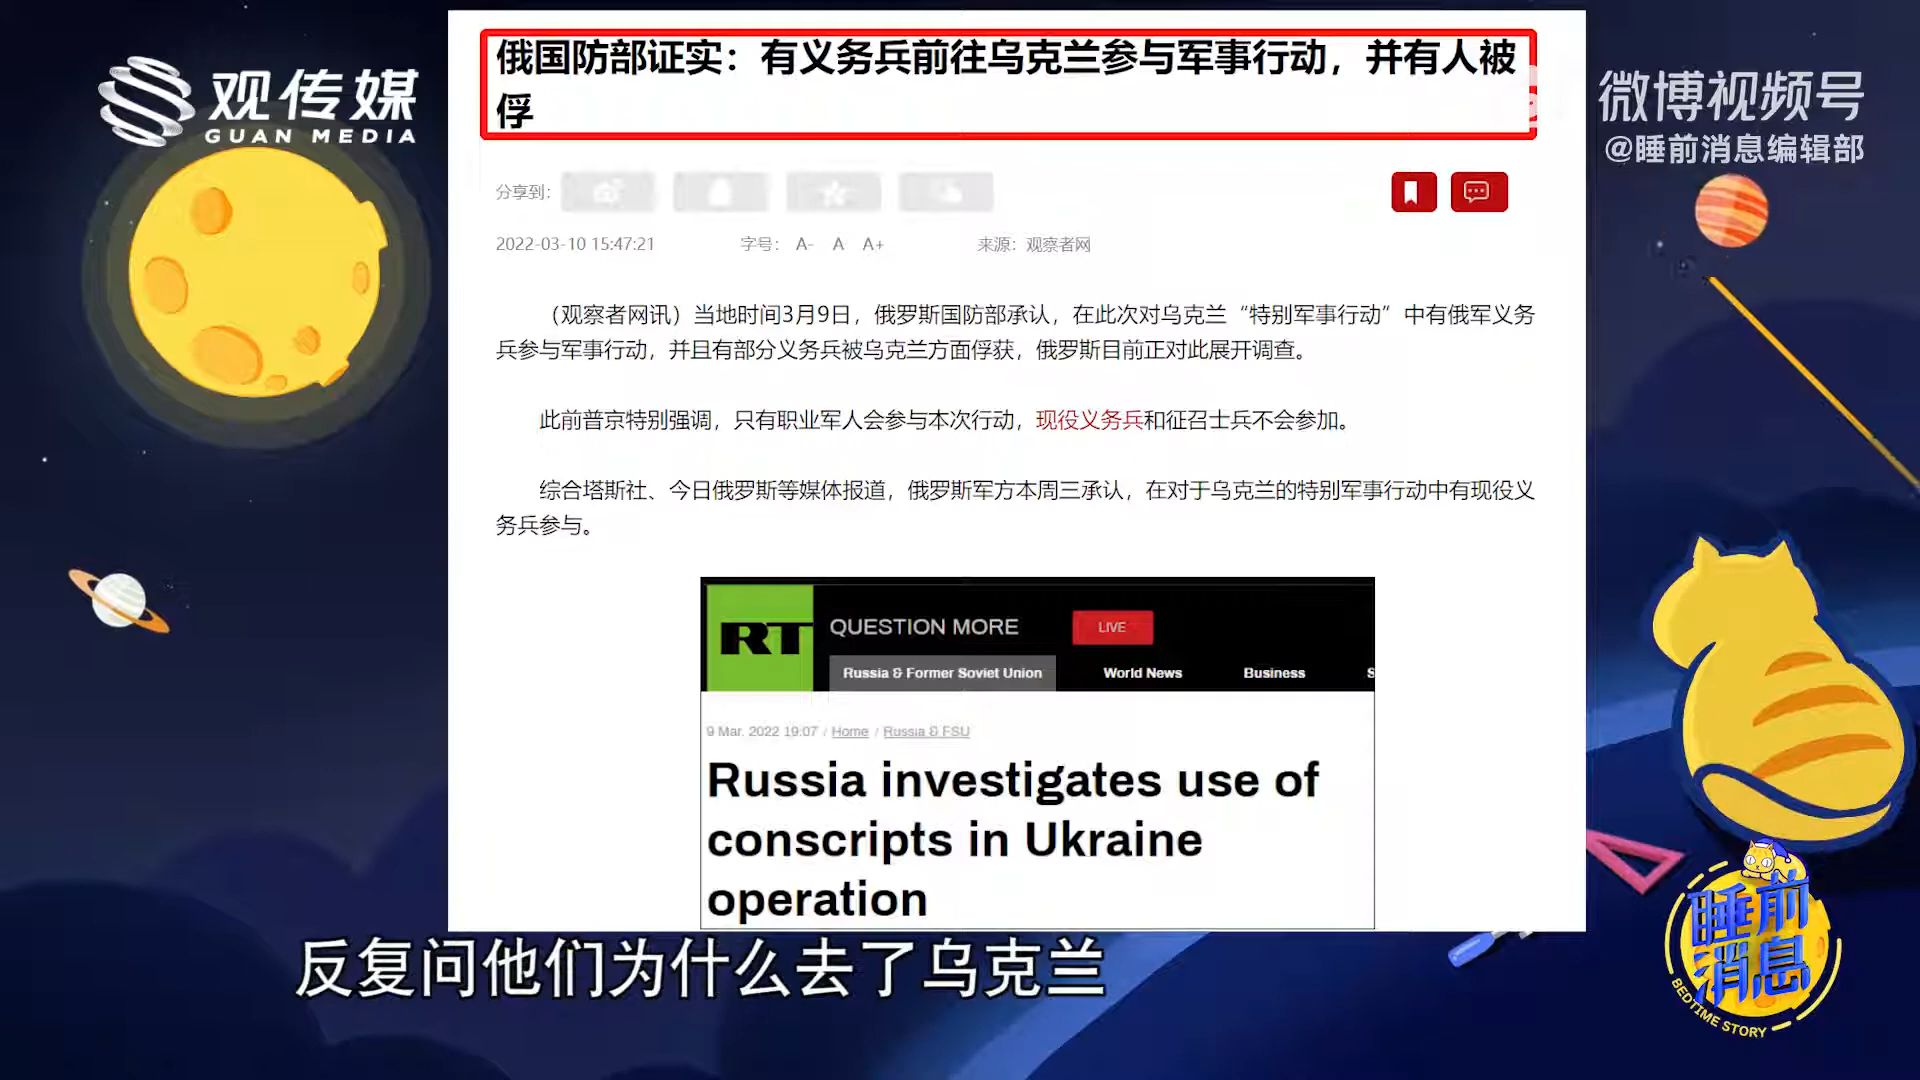 观传媒
GUAN MEDIA
微博视频号
@睡前消息编辑部
俄国防部证实：有义务兵前往乌克兰参与军事行动，并有人被
俘
分享到：
2022-03-10 15:47:21 字号： A- A A+ 来源：观察者网
（观察者网讯）当地时间3月9日，俄罗斯国防部承认，在此次对乌克兰“特别军事行动”中有俄军义务
兵参与军事行动，并且有部分义务兵被乌克兰方面俘获，俄罗斯目前正对此展开调查。
此前普京特别强调，只有职业军人会参与本次行动，现役义务兵和征召士兵不会参加。
综合塔斯社、今日俄罗斯等媒体报道，俄罗斯军方本周三承认，在对于乌克兰的特别军事行动中有现役义
务兵参与。
RT QUESTION MORE LIVE
Russia & Former Soviet Union World News Business S
9 Mar. 2022 19:07 / Home / Russia & FSU
Russia investigates use of
conscripts in Ukraine
operation
反复问他们为什么去了乌克兰
睡前
消息
BEDTIME STORY